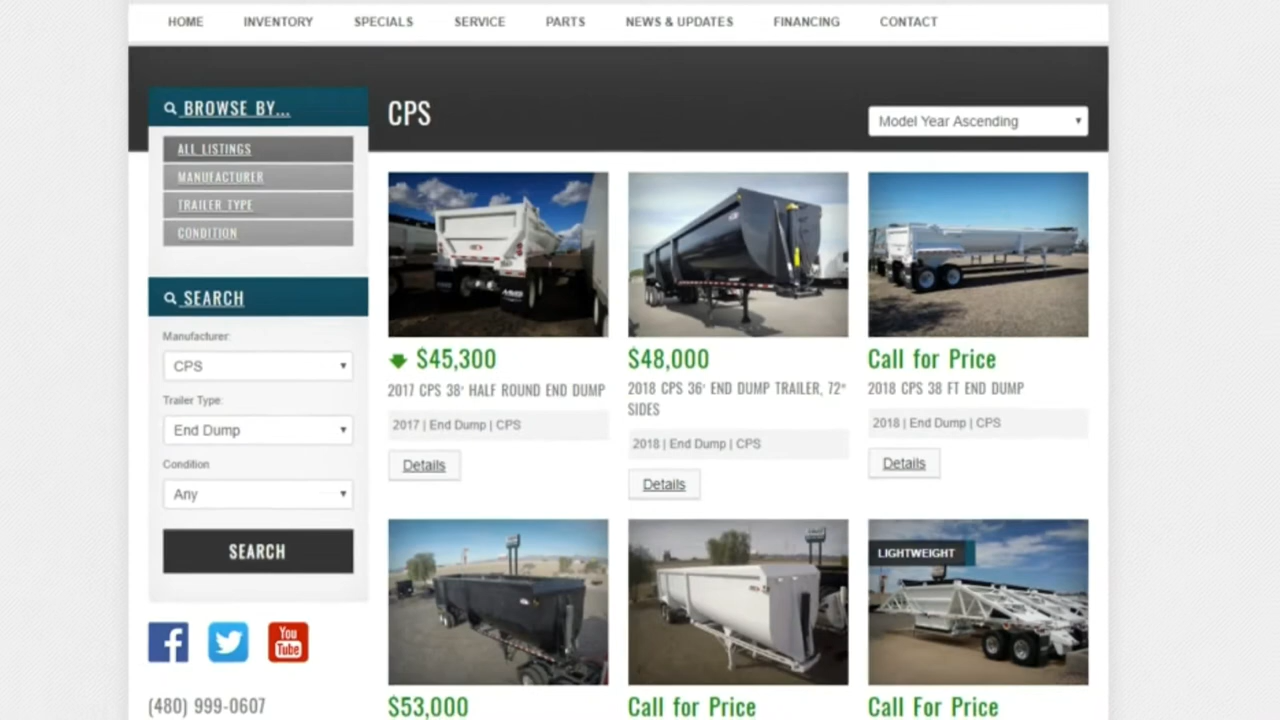 HOME INVENTORY SPECIALS SERVICE PARTS NEWS & UPDATES FINANCING CONTACT
BROWSE BY...
ALL LISTINGS
MANUFACTURER
TRAILER TYPE
CONDITION
SEARCH
Manufacturer:
CPS
Trailer Type:
End Dump
Condition
Any
SEARCH
You
Tube
(480) 999-0607
CPS
Model Year Ascending
$45,300
2017 CPS 38' HALF ROUND END DUMP
2017 | End Dump | CPS
Details
$48,000
2018 CPS 36' END DUMP TRAILER, 72"
SIDES
2018 | End Dump | CPS
Details
Call for Price
2018 CPS 38 FT END DUMP
2018 | End Dump | CPS
Details
$53,000
Call for Price
LIGHTWEIGHT
Call For Price